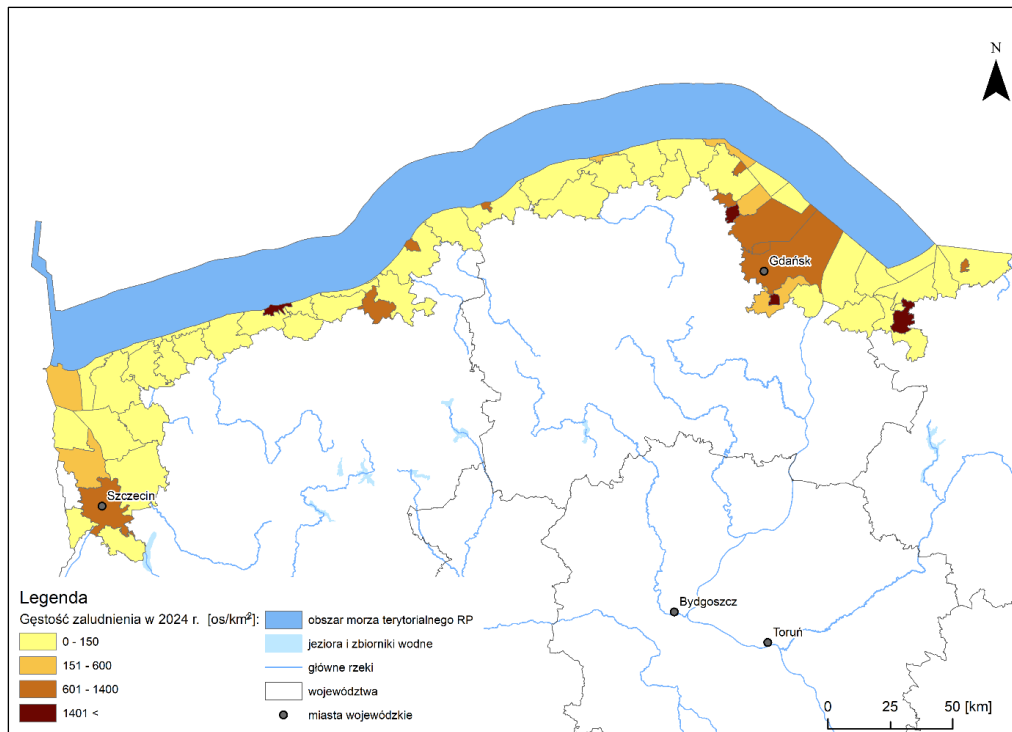 N
Gdańsk
Szczecin
Bydgoszcz
Toruń
Legenda
Gęstość zaludnienia w 2024 r. [os/km²]:
0 - 150
151 - 600
601 - 1400
1401 <
obszar morza terytorialnego RP
jeziora i zbiorniki wodne
główne rzeki
województwa
miasta wojewódzkie
0 25 50 [km]